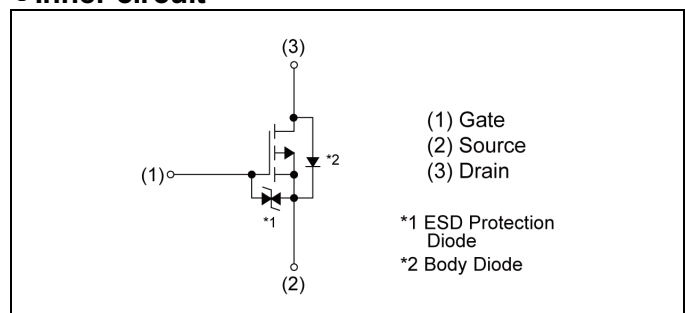 Inner circuit
(3)
(1) Gate
(2) Source
(3) Drain
*2
(1)
*1
*1 ESD Protection
Diode
*2 Body Diode
(2)